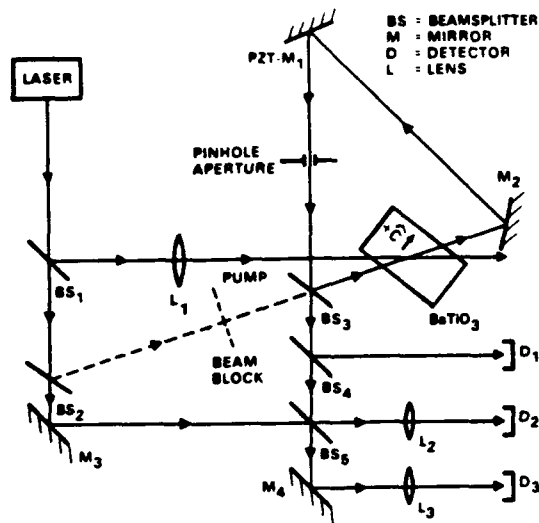 BS = BEAMSPLITTER
M = MIRROR
D = DETECTOR
L = LENS
LASER
PZT-M1
PINHOLE
APERTURE
M2
+Ĉ
BS1
L1
PUMP
BS3
BaTiO3
BEAM
BLOCK
D1
BS4
BS2
D2
L2
M3
BS5
M4
D3
L3